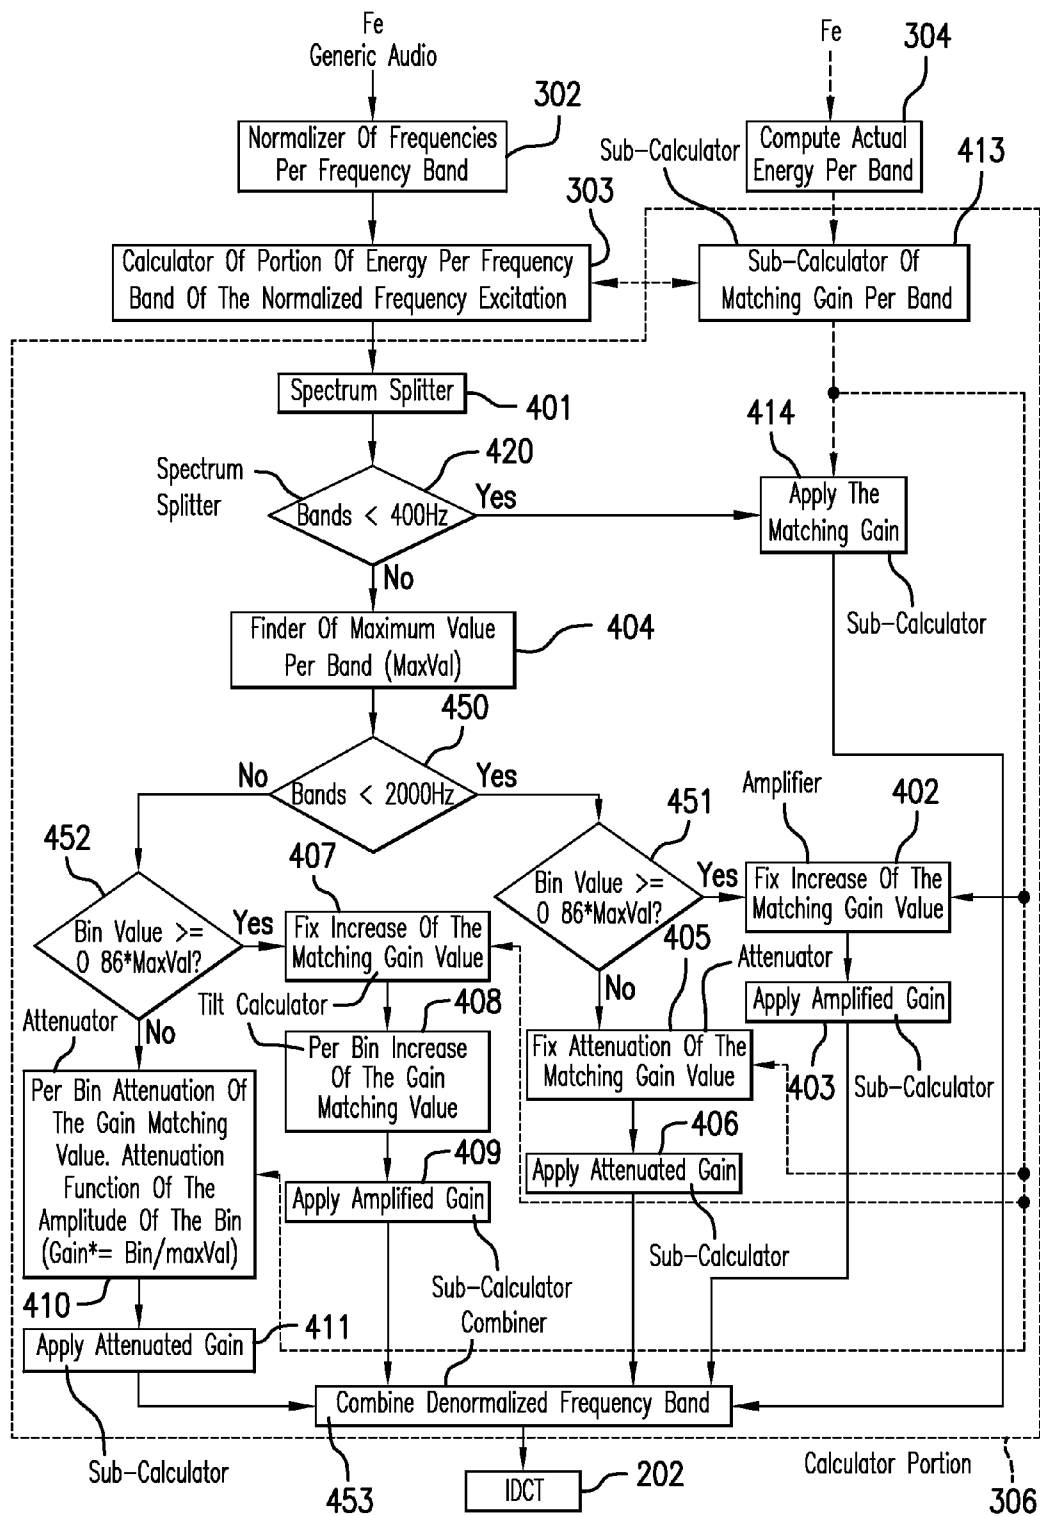 Fe
Generic Audio
Fe
304
302
Normalizer Of Frequencies
Per Frequency Band
Sub-Calculator
Compute Actual
Energy Per Band
413
303
Calculator Of Portion Of Energy Per Frequency
Band Of The Normalized Frequency Excitation
Sub-Calculator Of
Matching Gain Per Band
Spectrum Splitter
401
414
420
Spectrum
Splitter
Bands < 400Hz
Yes
Apply The
Matching Gain
No
Finder Of Maximum Value
Per Band (MaxVal)
404
Sub-Calculator
450
No
Bands < 2000Hz
Yes
Amplifier
402
452
407
451
Bin Value >=
0 86*MaxVal?
Yes
Fix Increase Of The
Matching Gain Value
Bin Value >=
0 86*MaxVal?
Yes
Fix Increase Of The
Matching Gain Value
405
Attenuator
No
Tilt Calculator
408
Apply Amplified Gain
Attenuator
No
Per Bin Increase
Of The Gain
Matching Value
Fix Attenuation Of The
Matching Gain Value
403
Sub-Calculator
Per Bin Attenuation Of
The Gain Matching
Value. Attenuation
Function Of The
Amplitude Of The Bin
(Gain*= Bin/maxVal)
409
Apply Amplified Gain
406
Apply Attenuated Gain
Sub-Calculator
Sub-Calculator
Combiner
410
411
Apply Attenuated Gain
Combine Denormalized Frequency Band
Sub-Calculator
453
IDCT
202
Calculator Portion
306